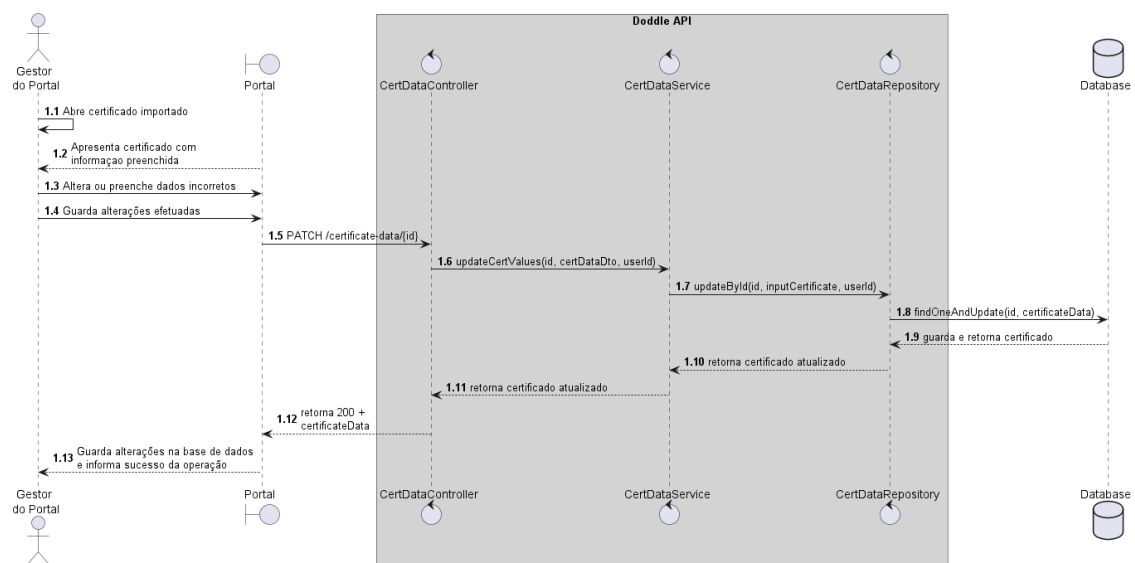 Doddle API
Gestor
do Portal
Portal
CertDataController
CertDataService
CertDataRepository
Database
1.1 Abre certificado importado
1.2 Apresenta certificado com
informaçao preenchida
1.3 Altera ou preenche dados incorretos
1.4 Guarda alterações efetuadas
1.5 PATCH /certificate-data/{id}
1.6 updateCertValues(id, certDataDto, userId)
1.7 updateById(id, inputCertificate, userId)
1.8 findOneAndUpdate(id, certificateData)
1.9 guarda e retorna certificado
1.10 retorna certificado atualizado
1.11 retorna certificado atualizado
1.12 retorna 200 +
certificateData
1.13 Guarda alterações na base de dados
e informa sucesso da operação
Gestor
do Portal
Portal
CertDataController
CertDataService
CertDataRepository
Database